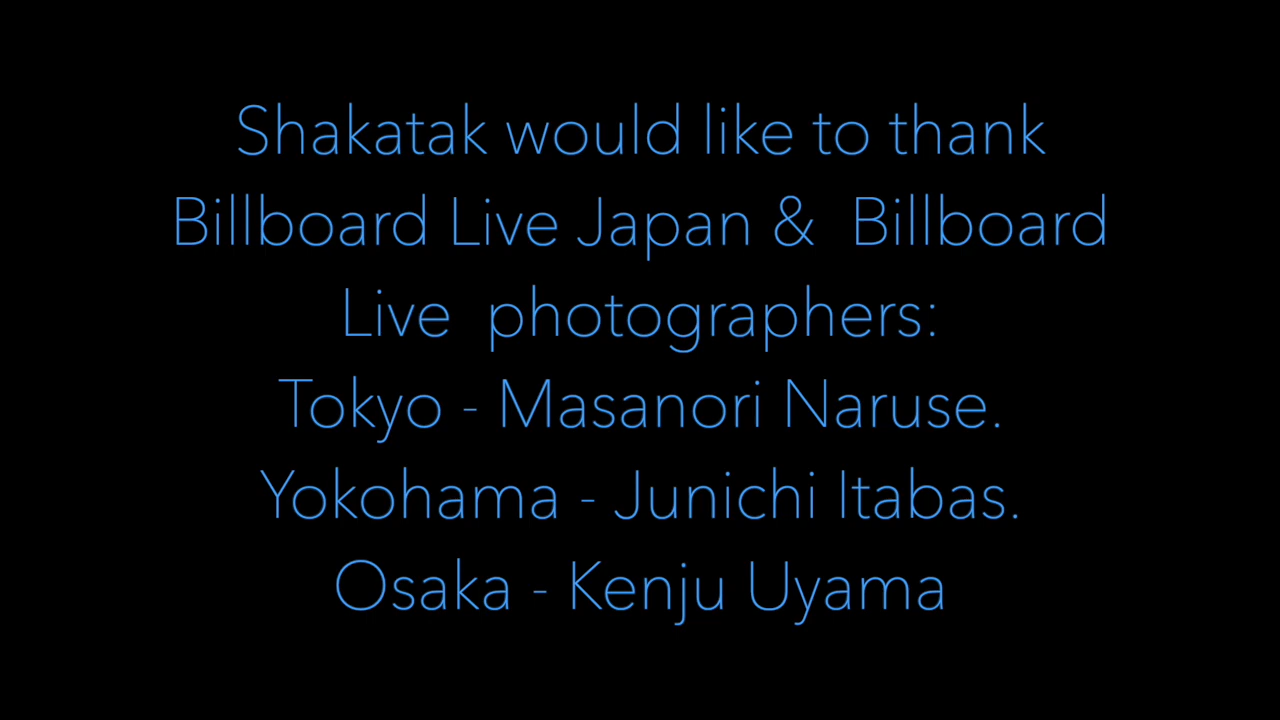 Shakatak would like to thank
Billboard Live Japan &  Billboard
Live  photographers:
Tokyo - Masanori Naruse.
Yokohama - Junichi Itabas.
Osaka - Kenju Uyama